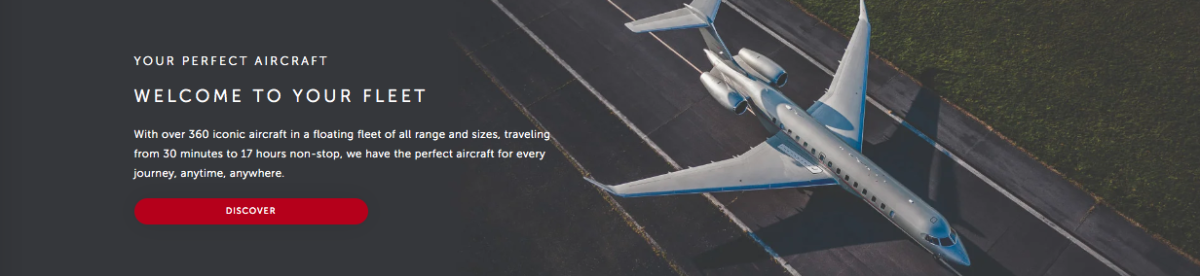 YOUR PERFECT AIRCRAFT
WELCOME TO YOUR FLEET
With over 360 iconic aircraft in a floating fleet of all range and sizes, traveling
from 30 minutes to 17 hours non-stop, we have the perfect aircraft for every
journey, anytime, anywhere.
DISCOVER